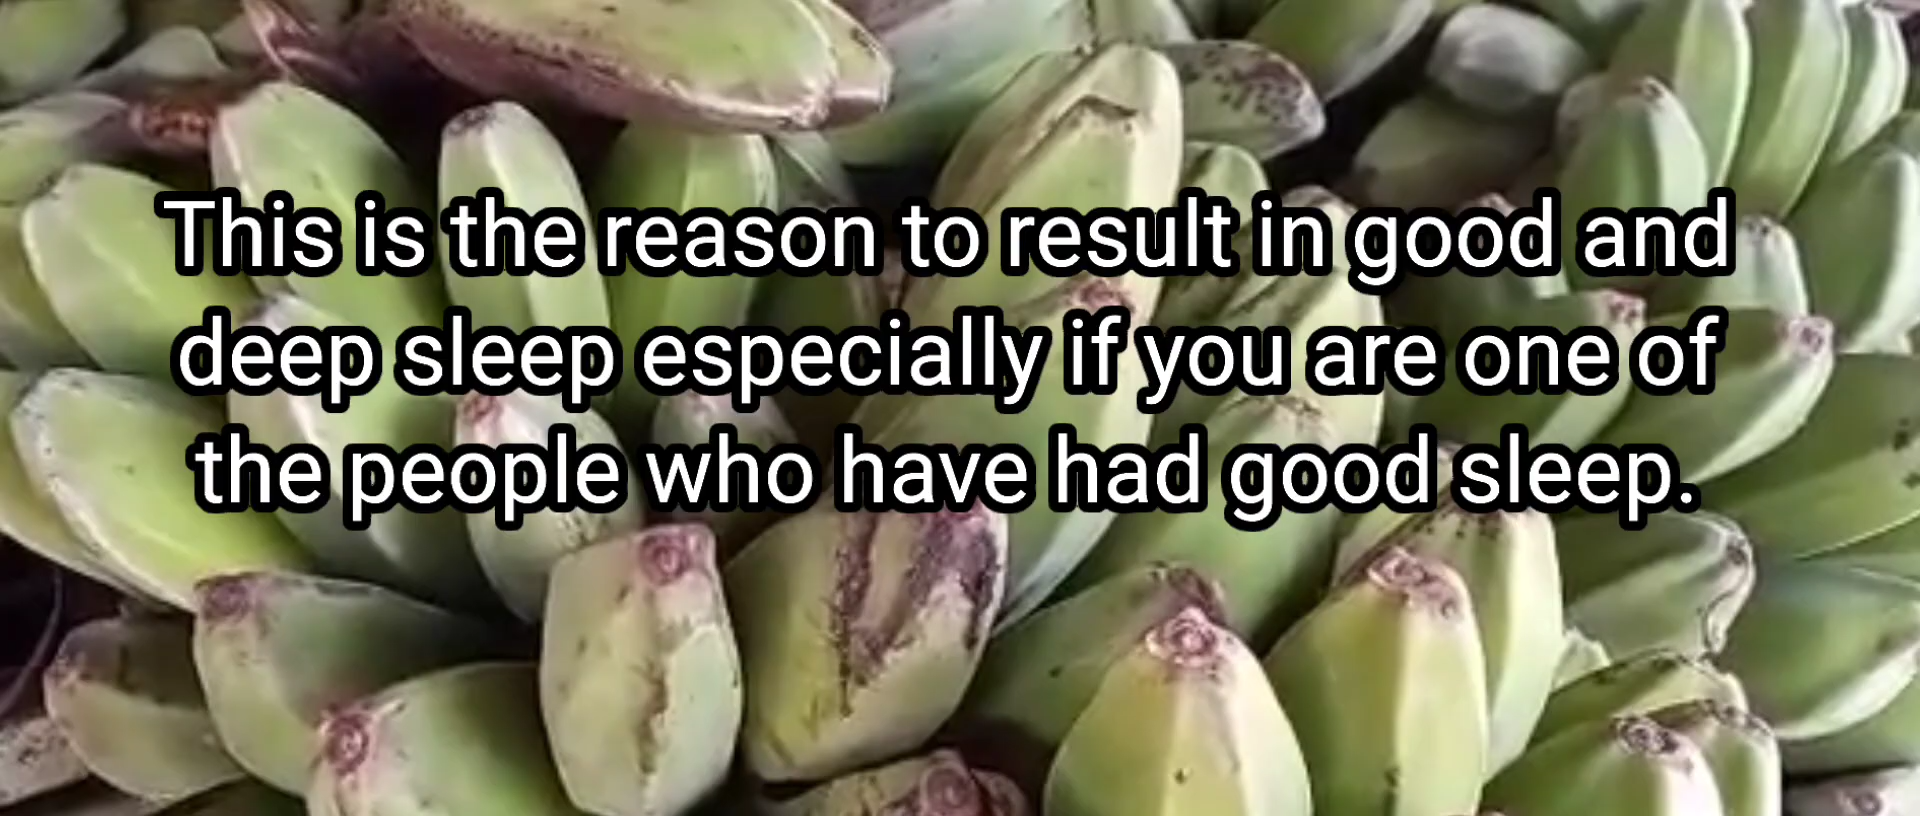 This is the reason to result in good and
deep sleep especially if you are one of
the people who have had good sleep.